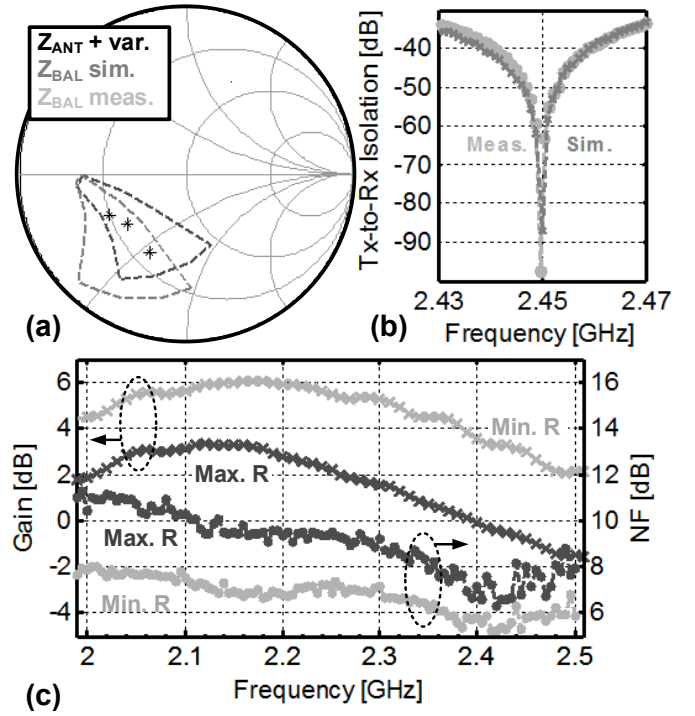 Z_ANT + var.
Z_BAL sim.
Z_BAL meas.
(a)
Tx-to-Rx Isolation [dB]
-40
-50
-60
-70
-80
-90
Meas.
Sim.
2.43
2.45
2.47
Frequency [GHz]
(b)
Gain [dB]
6
4
2
0
-2
-4
16
14
12
10
8
6
NF [dB]
Min. R
Max. R
Max. R
Min. R
2
2.1
2.2
2.3
2.4
2.5
Frequency [GHz]
(c)